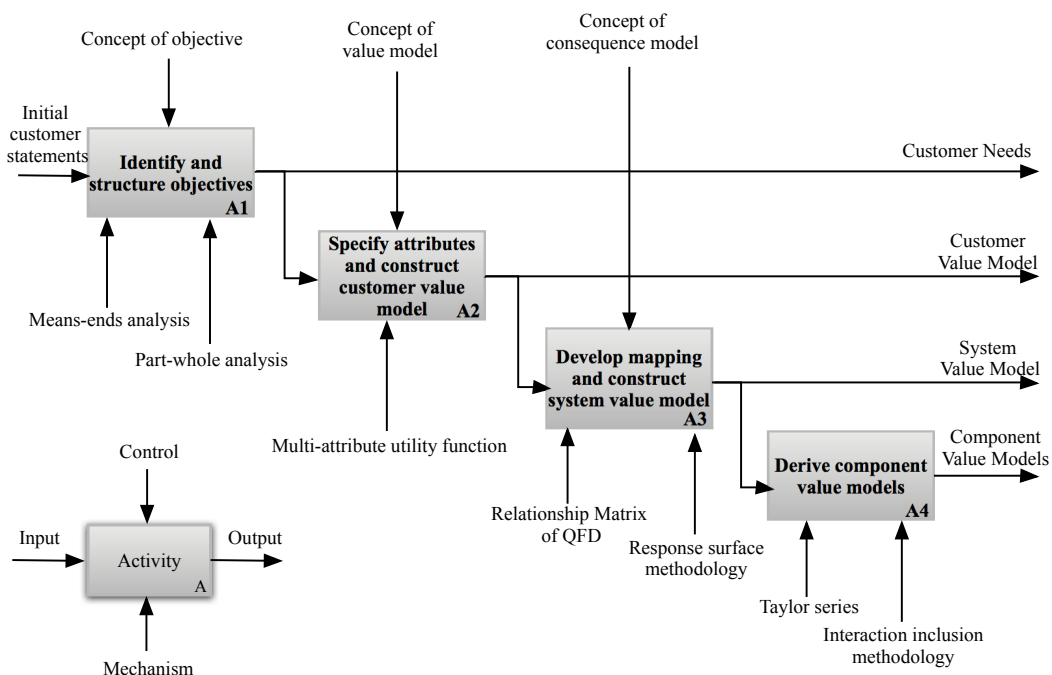 Concept of objective
Concept of
value model
Concept of
consequence model
Initial
customer
statements
Identify and
structure objectives
A1
Customer Needs
Means-ends analysis
Part-whole analysis
Specify attributes
and construct
customer value
model
A2
Customer
Value Model
Multi-attribute utility function
Develop mapping
and construct
system value model
A3
System
Value Model
Relationship Matrix
of QFD
Response surface
methodology
Derive component
value models
A4
Component
Value Models
Taylor series
Interaction inclusion
methodology
Control
Input
Activity
A
Output
Mechanism